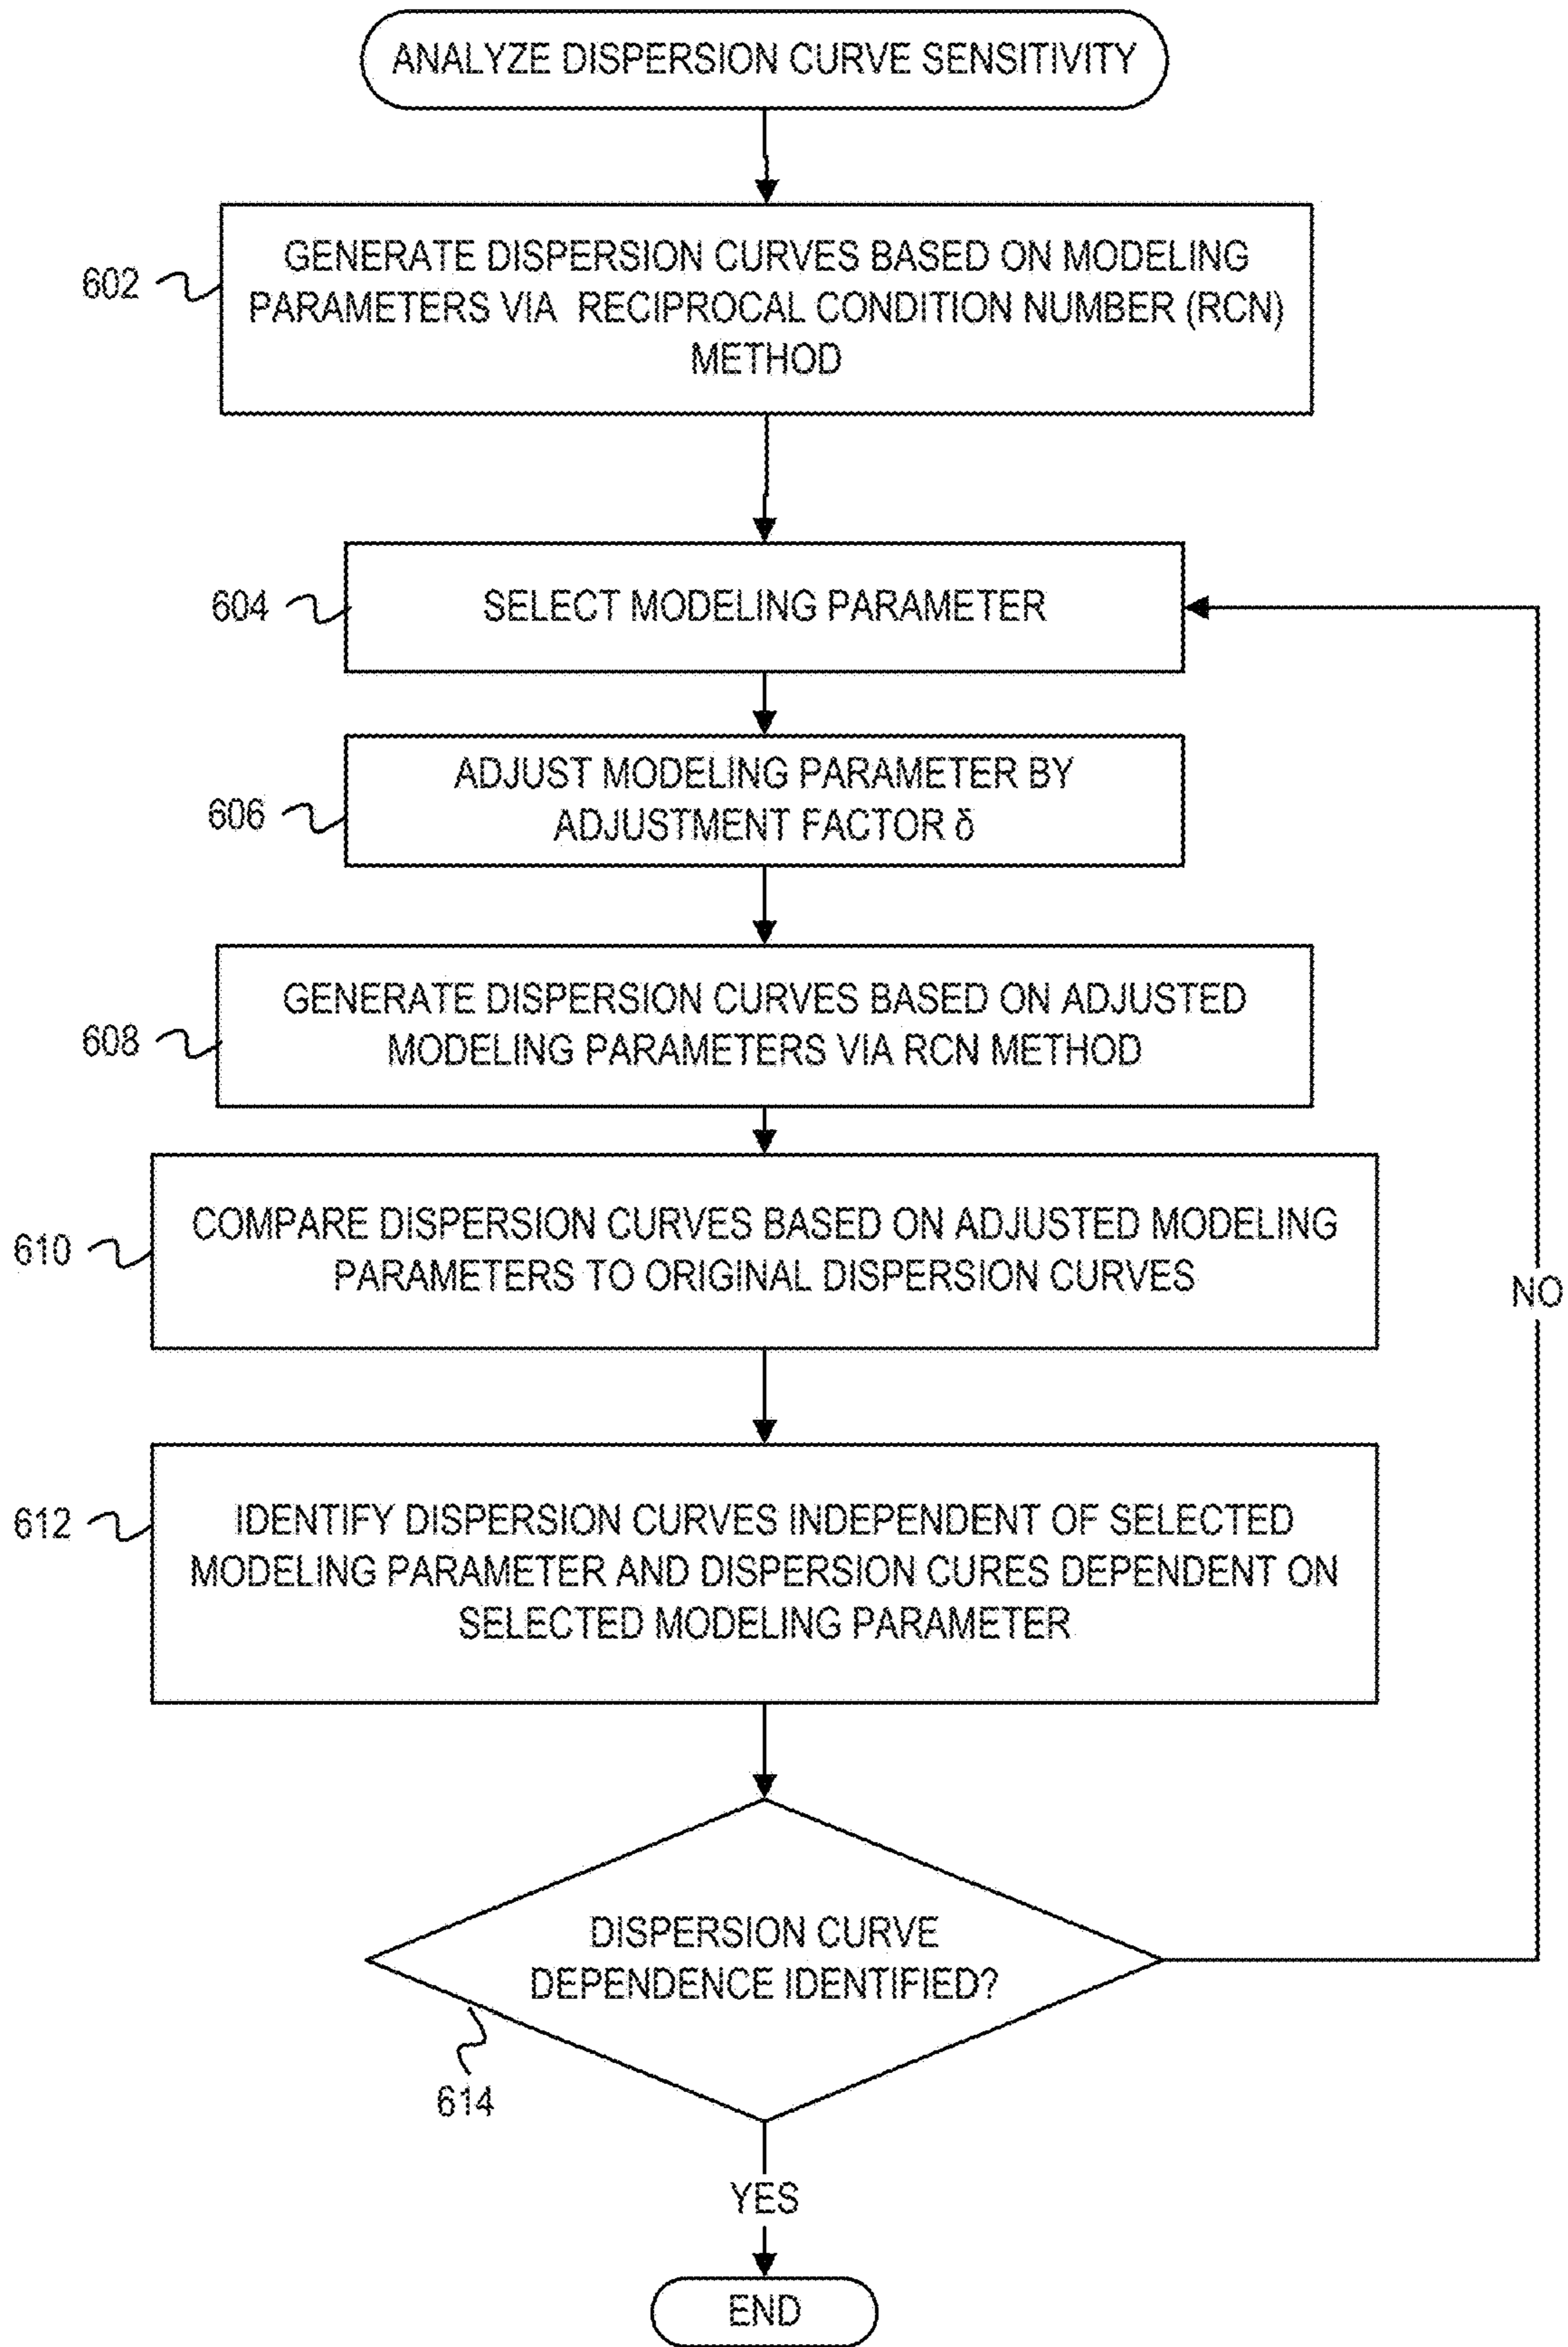 ANALYZE DISPERSION CURVE SENSITIVITY
602
GENERATE DISPERSION CURVES BASED ON MODELING
PARAMETERS VIA RECIPROCAL CONDITION NUMBER (RCN)
METHOD
604
SELECT MODELING PARAMETER
606
ADJUST MODELING PARAMETER BY
ADJUSTMENT FACTOR δ
608
GENERATE DISPERSION CURVES BASED ON ADJUSTED
MODELING PARAMETERS VIA RCN METHOD
610
COMPARE DISPERSION CURVES BASED ON ADJUSTED MODELING
PARAMETERS TO ORIGINAL DISPERSION CURVES
NO
612
IDENTIFY DISPERSION CURVES INDEPENDENT OF SELECTED
MODELING PARAMETER AND DISPERSION CURES DEPENDENT ON
SELECTED MODELING PARAMETER
DISPERSION CURVE
DEPENDENCE IDENTIFIED?
614
YES
END